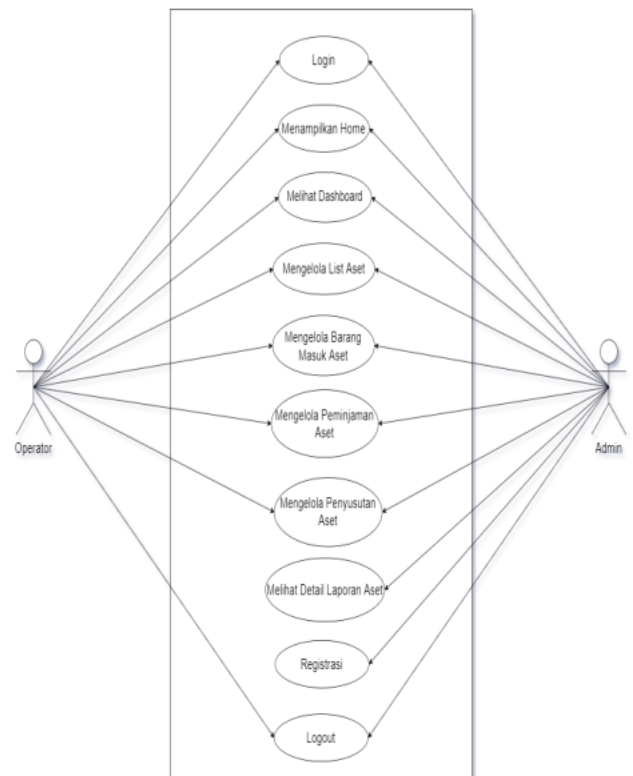 Login
Menampilkan Home
Melihat Dashboard
Mengelola List Aset
Mengelola Barang
Masuk Aset
Mengelola Peminjaman
Aset
Operator
Admin
Mengelola Penyusutan
Aset
Melihat Detail Laporan Aset
Registrasi
Logout